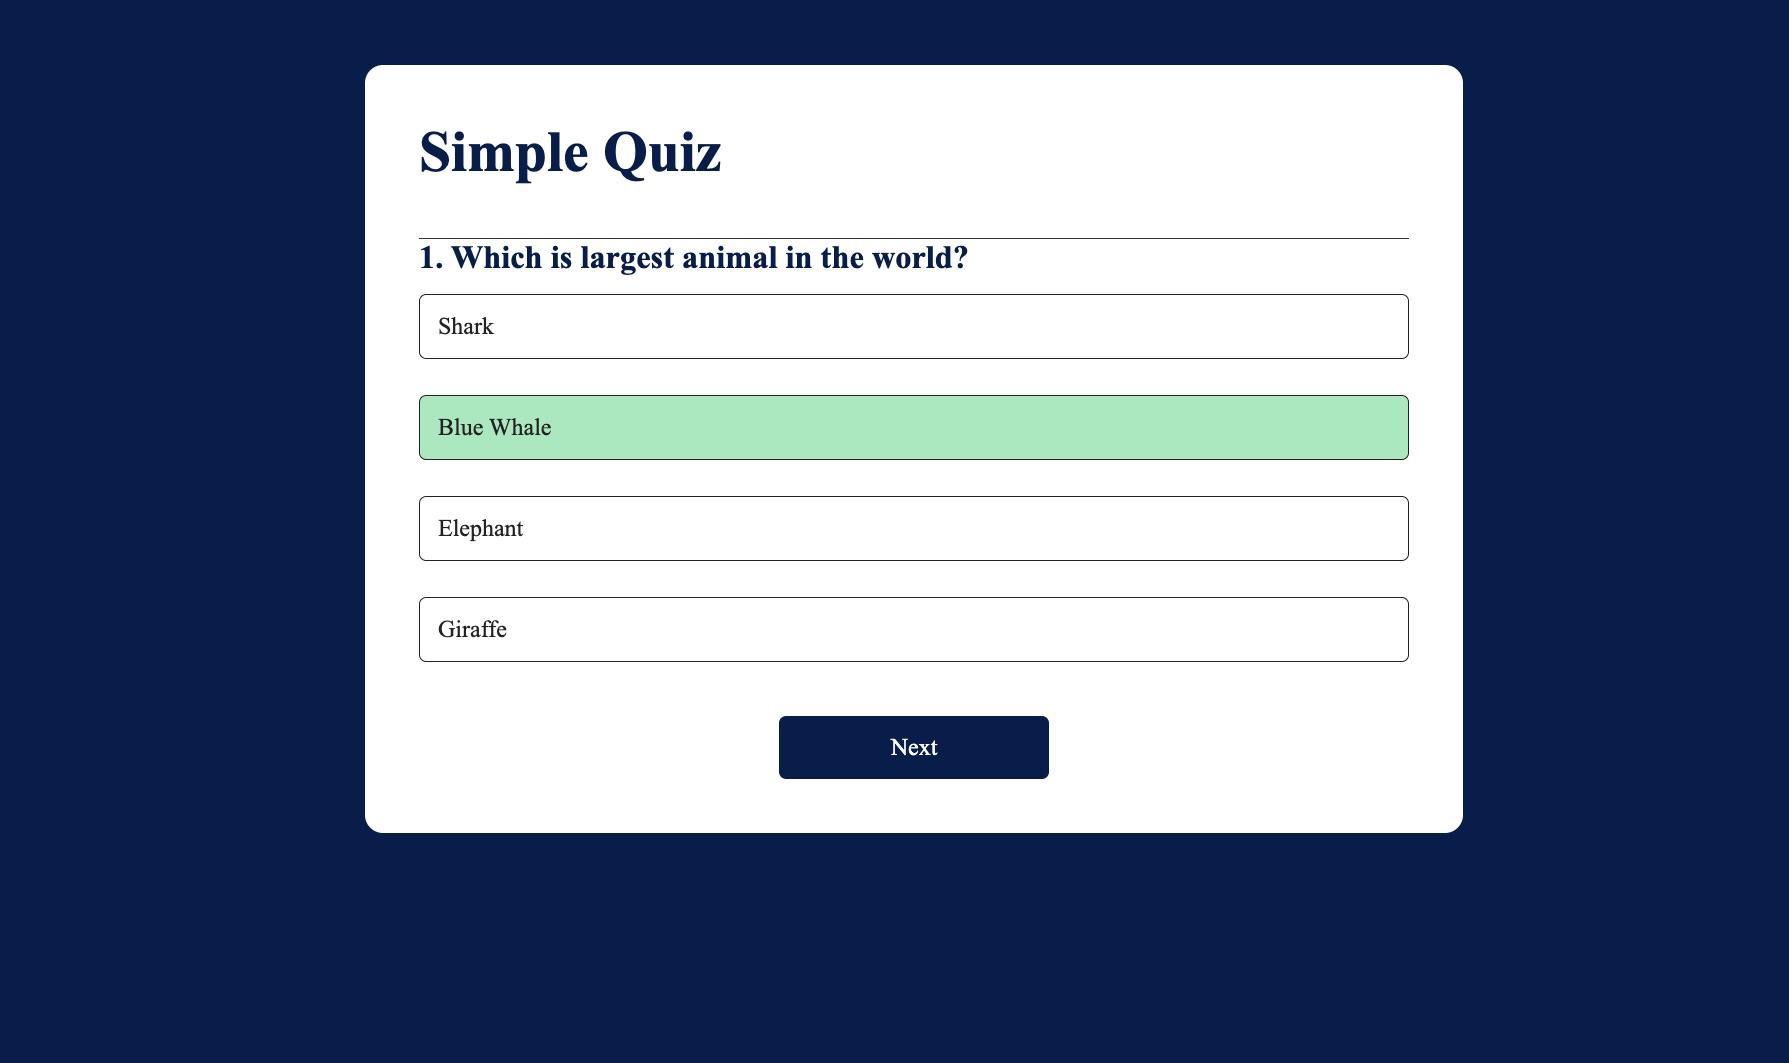 Simple Quiz
1. Which is largest animal in the world?
Shark
Blue Whale
Elephant
Giraffe
Next